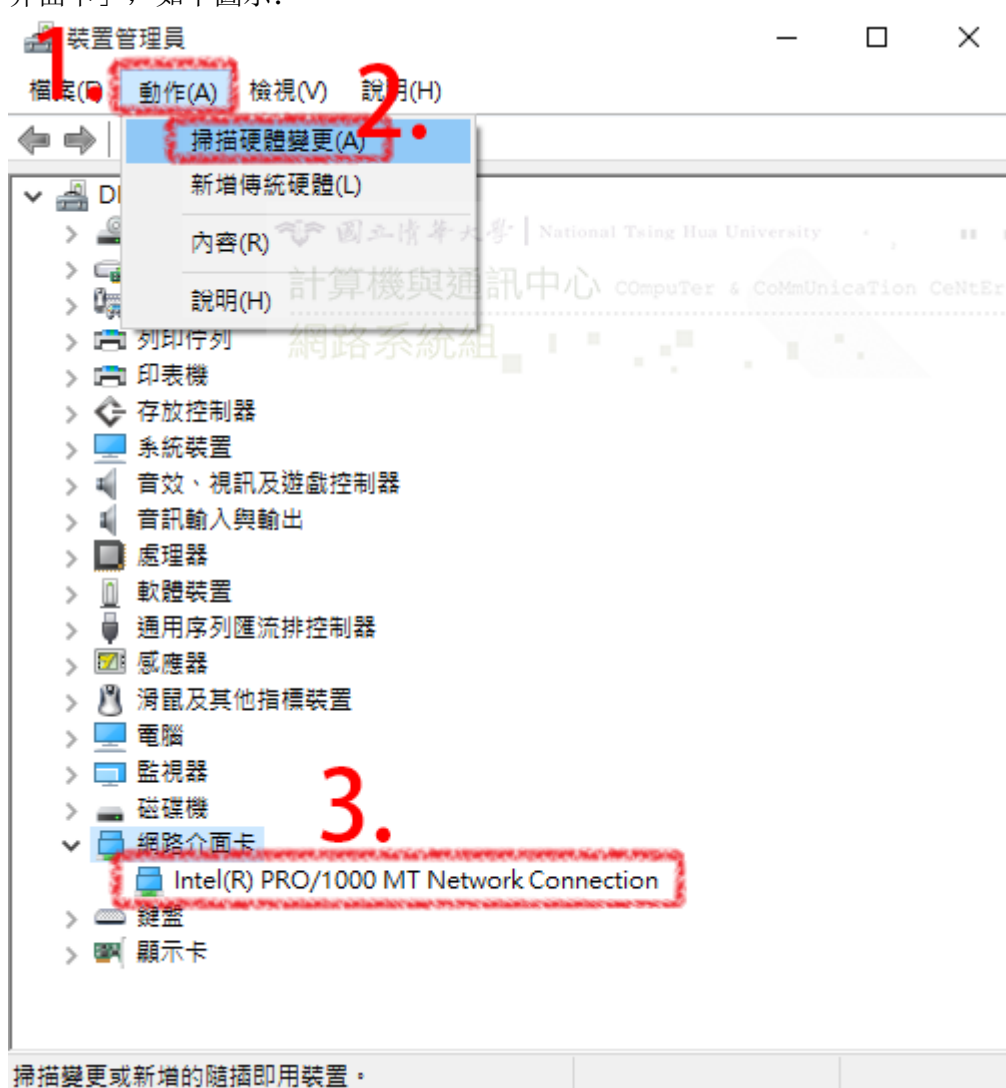 裝置管理員
1.
檔案(F) 動作(A) 檢視(V) 說明(H)
2.
掃描硬體變更(A)
新增傳統硬體(L)
內容(R)
說明(H)
國立清華大學 National Tsing Hua University
計算機與通訊中心 COmpuTer & CoMmUnicaTion CeNtEr
網路系統組
列印佇列
印表機
存放控制器
系統裝置
音效、視訊及遊戲控制器
音訊輸入與輸出
處理器
軟體裝置
通用序列匯流排控制器
感應器
滑鼠及其他指標裝置
電腦
監視器
磁碟機
3.
網路介面卡
Intel(R) PRO/1000 MT Network Connection
鍵盤
顯示卡
掃描變更或新增的隨插即用裝置。